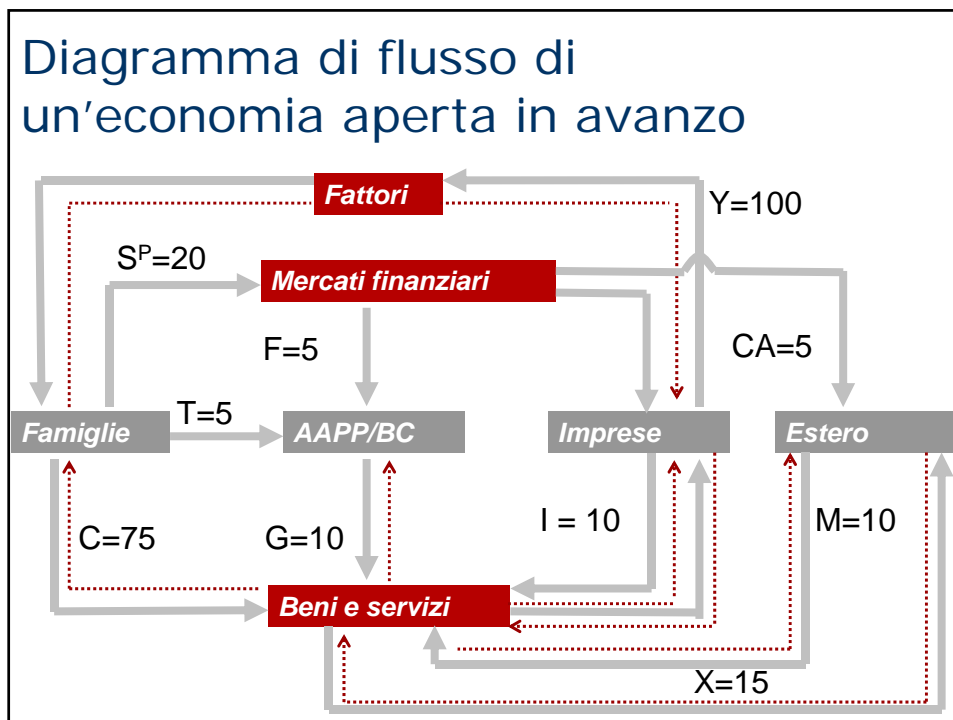 Diagramma di flusso di
un'economia aperta in avanzo
Fattori
Y=100
Sᴾ=20
Mercati finanziari
F=5
CA=5
T=5
Famiglie
AAPP/BC
Imprese
Estero
C=75
G=10
I = 10
M=10
Beni e servizi
X=15